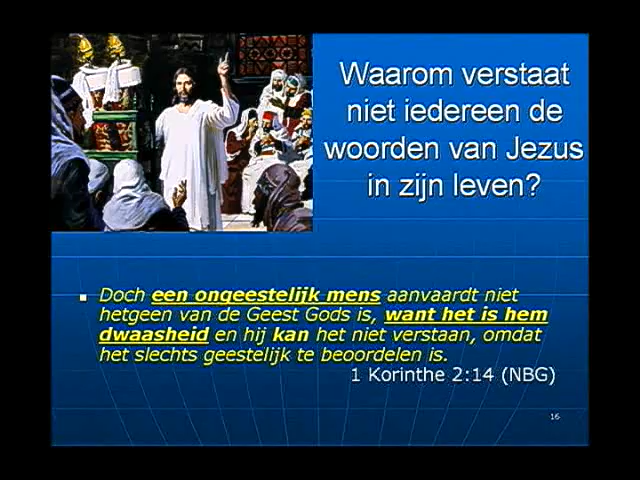 Waarom verstaat
niet iedereen de
woorden van Jezus
in zijn leven?
Doch een ongeestelijk mens aanvaardt niet
hetgeen van de Geest Gods is, want het is hem
dwaasheid en hij kan het niet verstaan, omdat
het slechts geestelijk te beoordelen is.
1 Korinthe 2:14 (NBG)
16